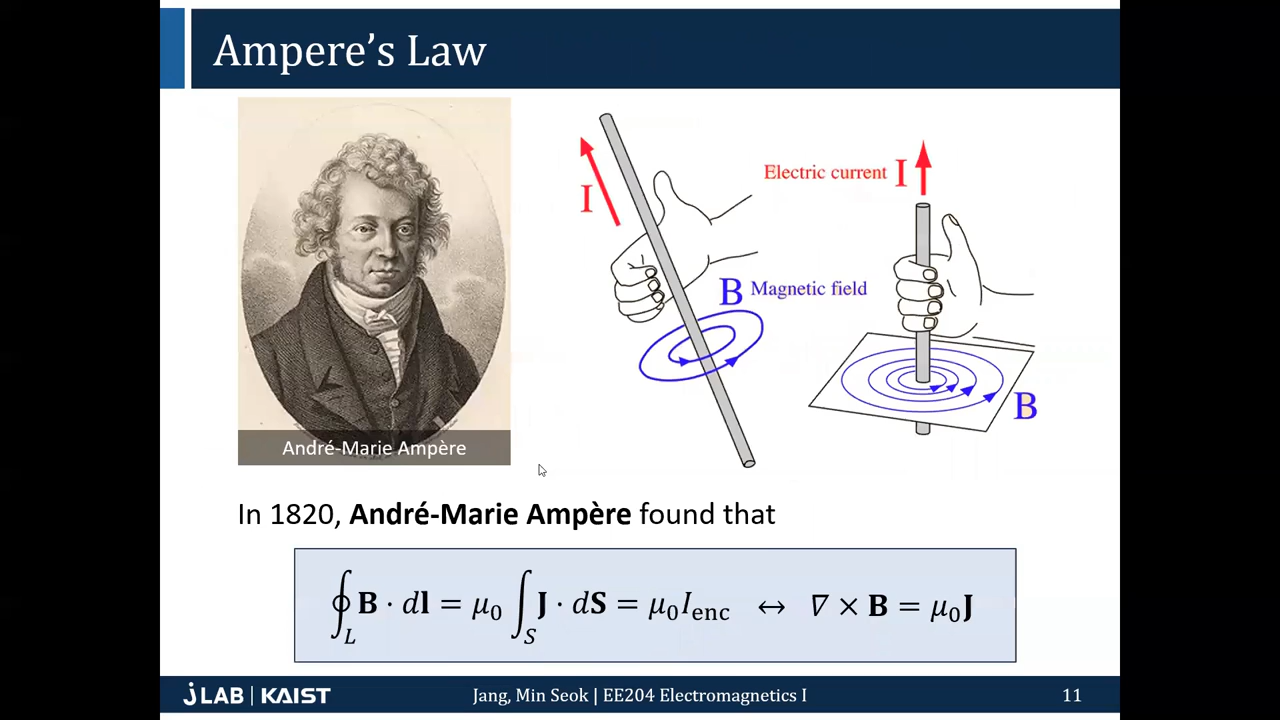 Ampere's Law
I
Electric current I
B Magnetic field
B
André-Marie Ampère
In 1820, André-Marie Ampère found that
∮_L B · dl = μ₀ ∫_S J · dS = μ₀I_enc ↔ ∇ × B = μ₀J
jLAB | KAIST
Jang, Min Seok | EE204 Electromagnetics I
11